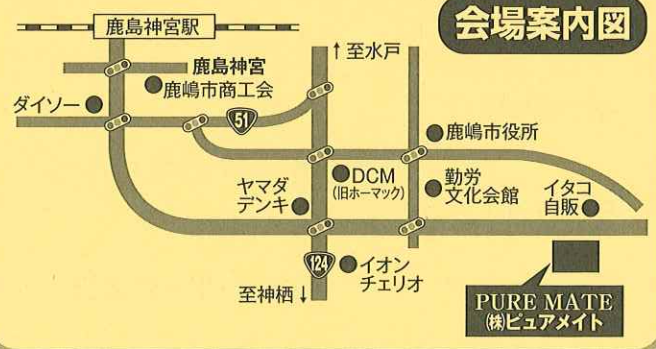 会場案内図
鹿島神宮駅
↑至水戸
鹿島神宮
鹿嶋市商工会
ダイソー
51
鹿嶋市役所
DCM
(旧ホーマック)
勤労
文化会館
ヤマダ
デンキ
イタコ
自販
124
イオン
チェリオ
至神栖↓
PURE MATE
㈱ピュアメイト